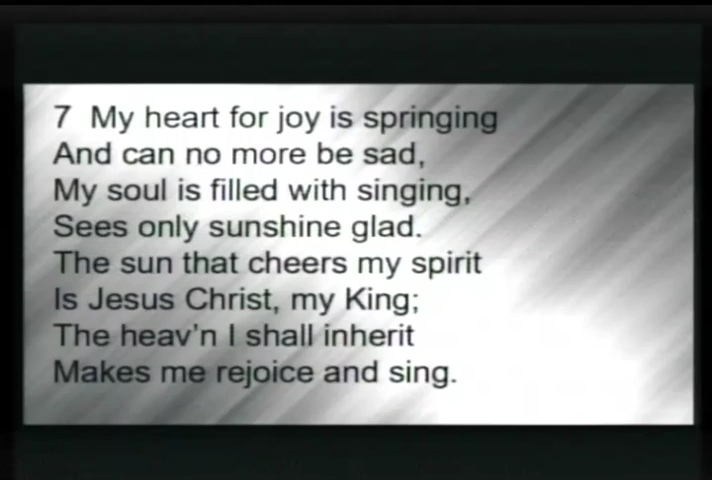 7 My heart for joy is springing
And can no more be sad,
My soul is filled with singing,
Sees only sunshine glad.
The sun that cheers my spirit
Is Jesus Christ, my King;
The heav'n I shall inherit
Makes me rejoice and sing.